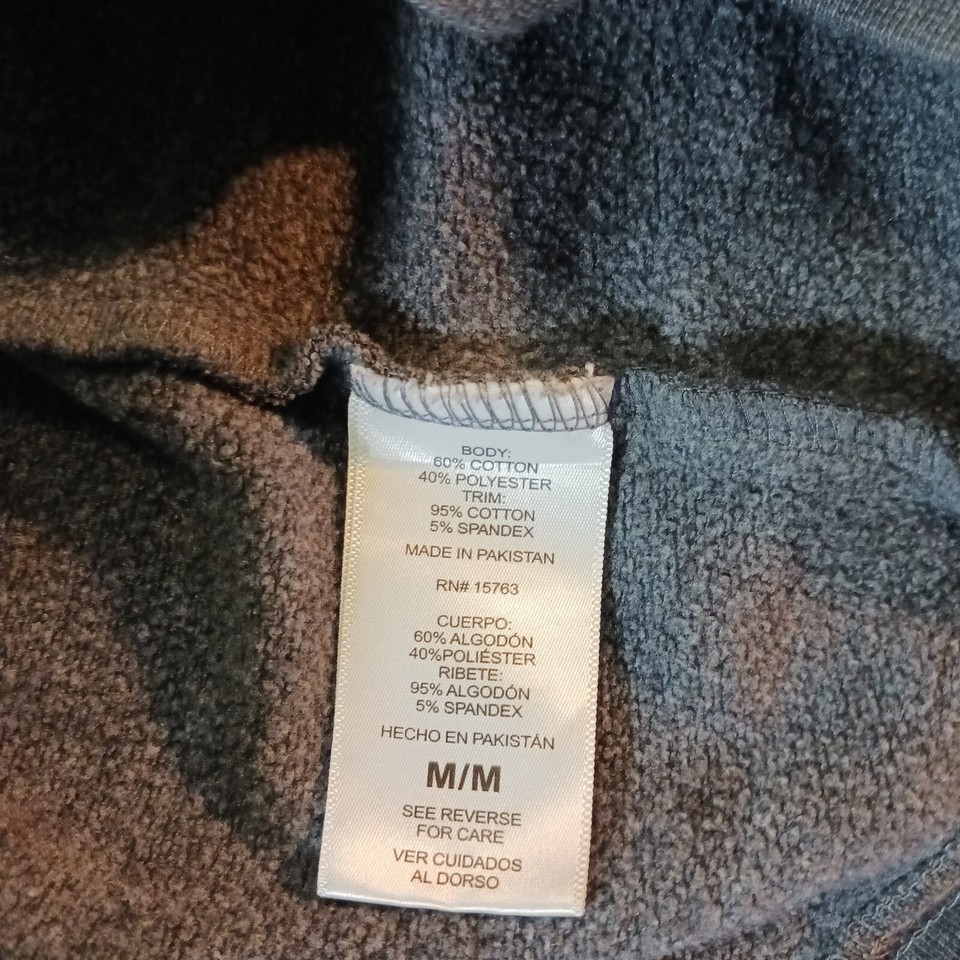 BODY:
60% COTTON
40% POLYESTER
TRIM:
95% COTTON
5% SPANDEX
MADE IN PAKISTAN
RN# 15763
CUERPO:
60% ALGODÓN
40%POLIÉSTER
RIBETE:
95% ALGODÓN
5% SPANDEX
HECHO EN PAKISTÁN
M/M
SEE REVERSE
FOR CARE
VER CUIDADOS
AL DORSO